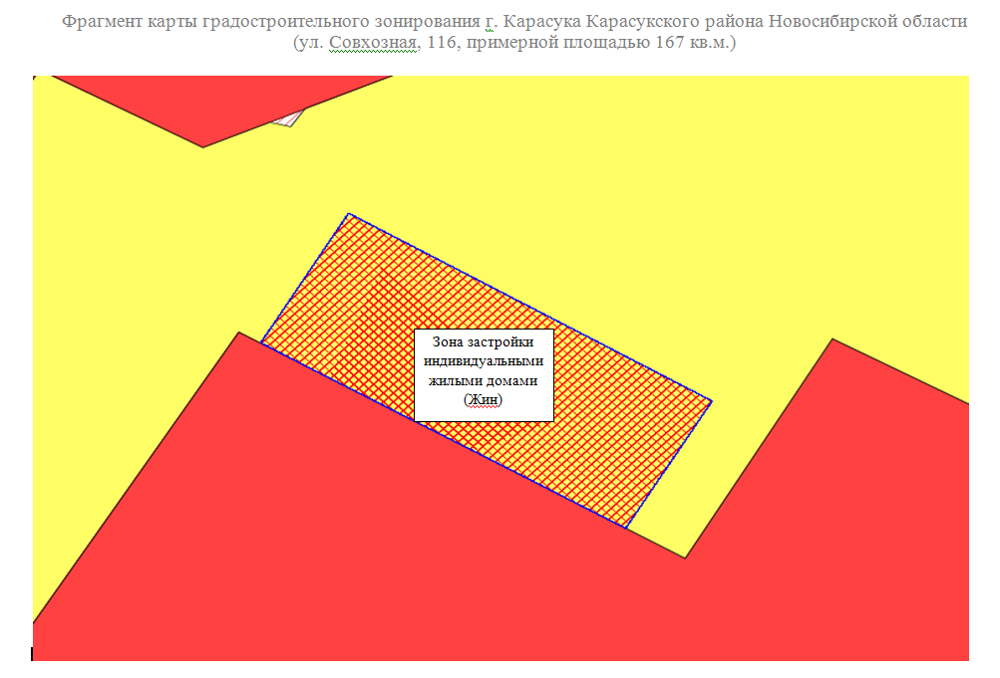 Фрагмент карты градостроительного зонирования г. Карасука Карасукского района Новосибирской области
(ул. Совхозная, 116, примерной площадью 167 кв.м.)
Зона застройки
индивидуальными
жилыми домами
(Жин)